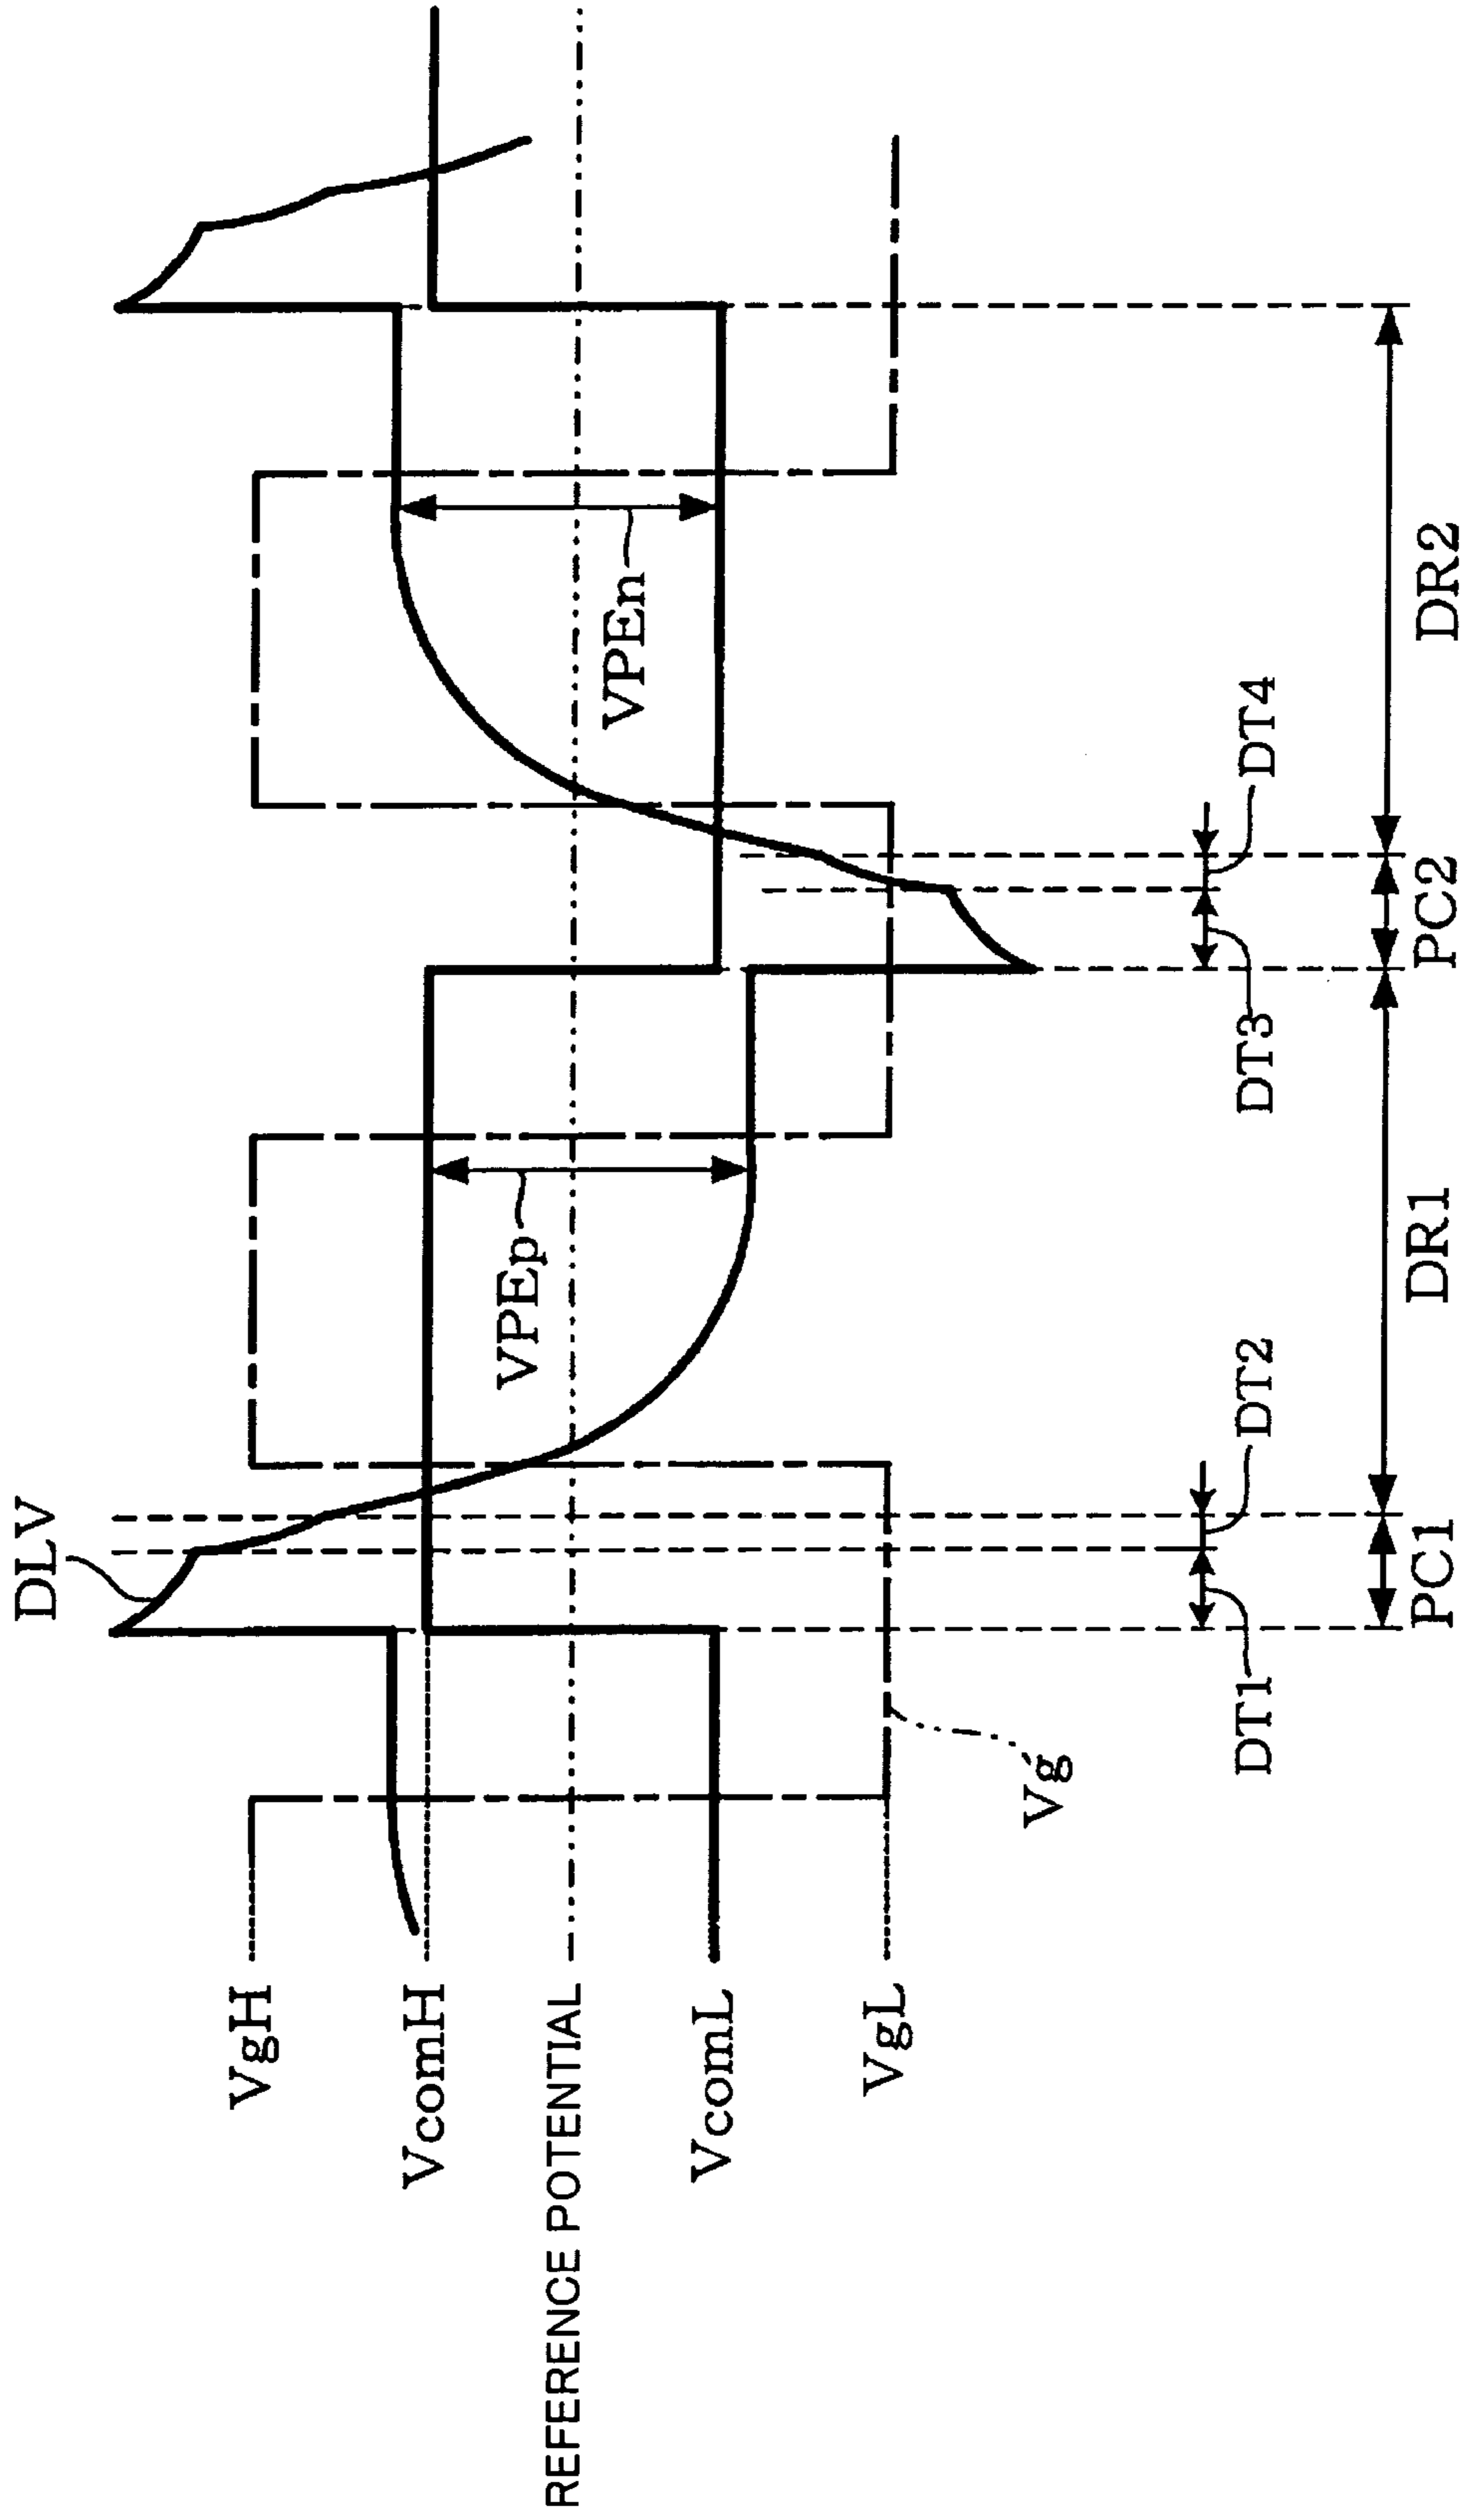 DLV
VgH
VcomH
REFERENCE POTENTIAL
VcomL
VgL
VPEp
VPEn
Vg
DT1
DT2
DT3
DT4
PC1
DR1
PC2
DR2